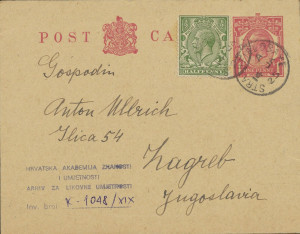 POST CA
HALFPENNY
ONE PENNY
Gospodin
Anton Ullrich
Ilica 54
Zagreb
Jugoslavia
HRVATSKA AKADEMIJA ZNANOSTI
I UMJETNOSTI
ARHIV ZA LIKOVNE UMJETNOSTI
Inv. broj K-1048/XIX